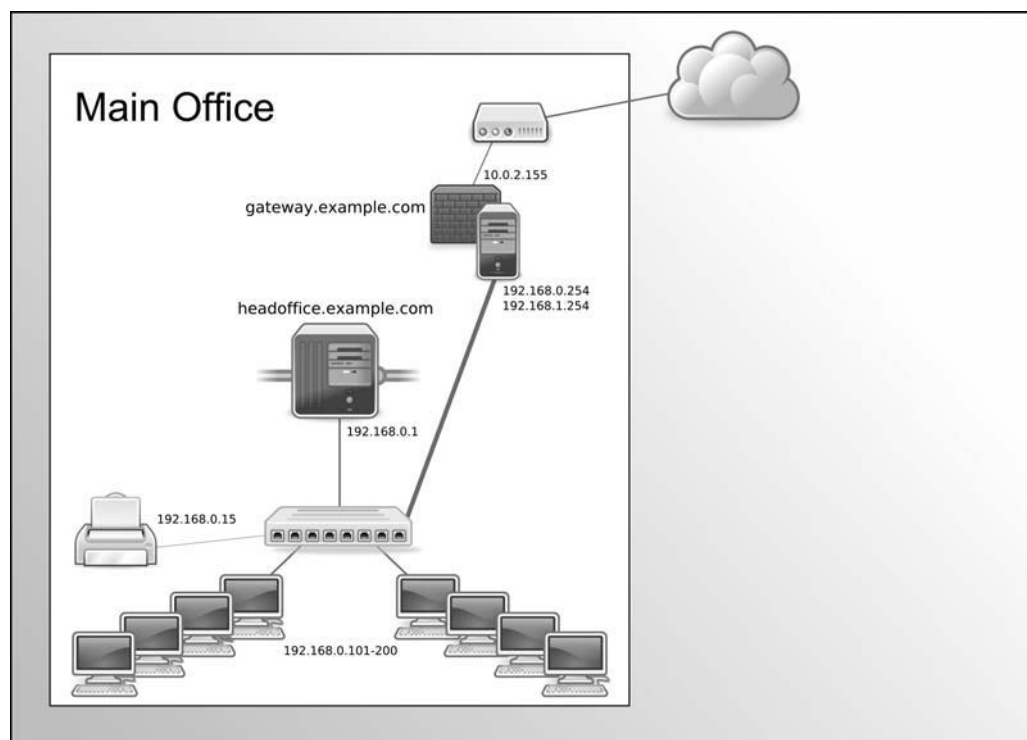 Main Office
10.0.2.155
gateway.example.com
192.168.0.254
192.168.1.254
headoffice.example.com
192.168.0.1
192.168.0.15
192.168.0.101-200